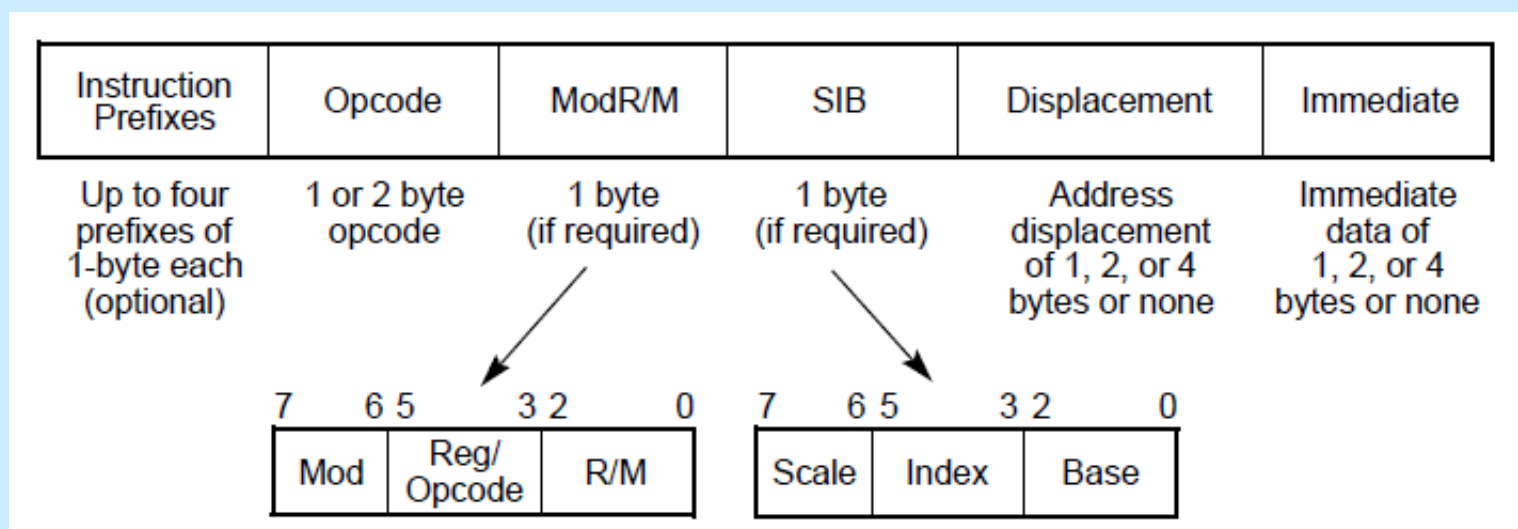 Instruction Prefixes Opcode ModR/M SIB Displacement Immediate
Up to four prefixes of 1-byte each (optional)
1 or 2 byte opcode
1 byte (if required)
1 byte (if required)
Address displacement of 1, 2, or 4 bytes or none
Immediate data of 1, 2, or 4 bytes or none
7 6 5 3 2 0
Mod Reg/Opcode R/M
7 6 5 3 2 0
Scale Index Base